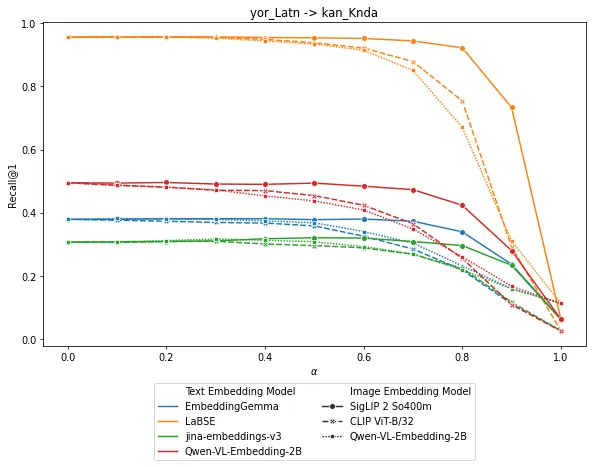 yor_Latn -> kan_Knda
Recall@1
1.0
0.8
0.6
0.4
0.2
0.0
0.0 0.2 0.4 0.6 0.8 1.0
α
Text Embedding Model
EmbeddingGemma
LaBSE
jina-embeddings-v3
Qwen-VL-Embedding-2B
Image Embedding Model
SigLIP 2 So400m
CLIP ViT-B/32
Qwen-VL-Embedding-2B